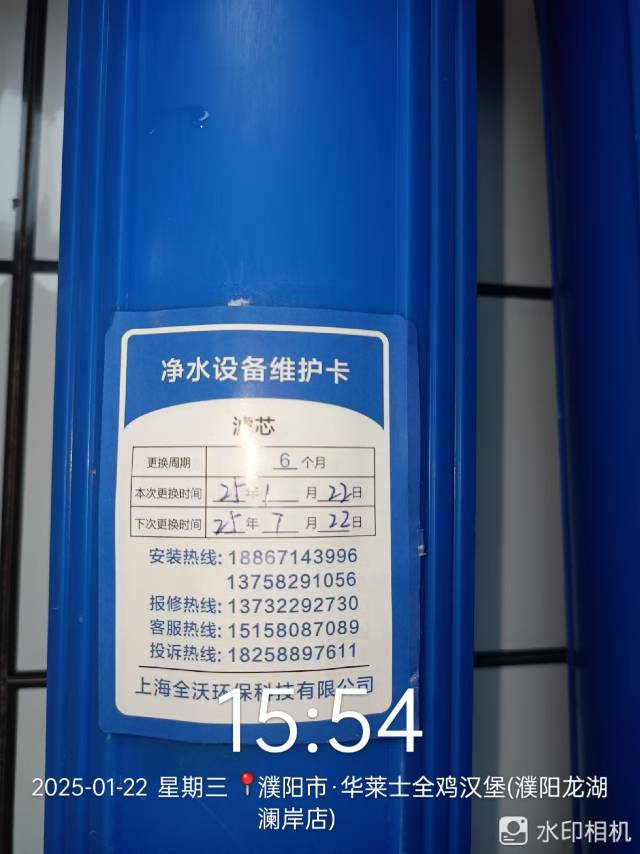 净水设备维护卡
滤芯
更换周期 6 个月
本次更换时间 25年1月22日
下次更换时间 25年7月22日
安装热线: 18867143996
13758291056
报修热线: 13732292730
客服热线: 15158087089
投诉热线: 18258897611
上海全沃环保科技有限公司
15:54
2025-01-22 星期三 濮阳市·华莱士全鸡汉堡(濮阳龙湖
澜岸店)
水印相机